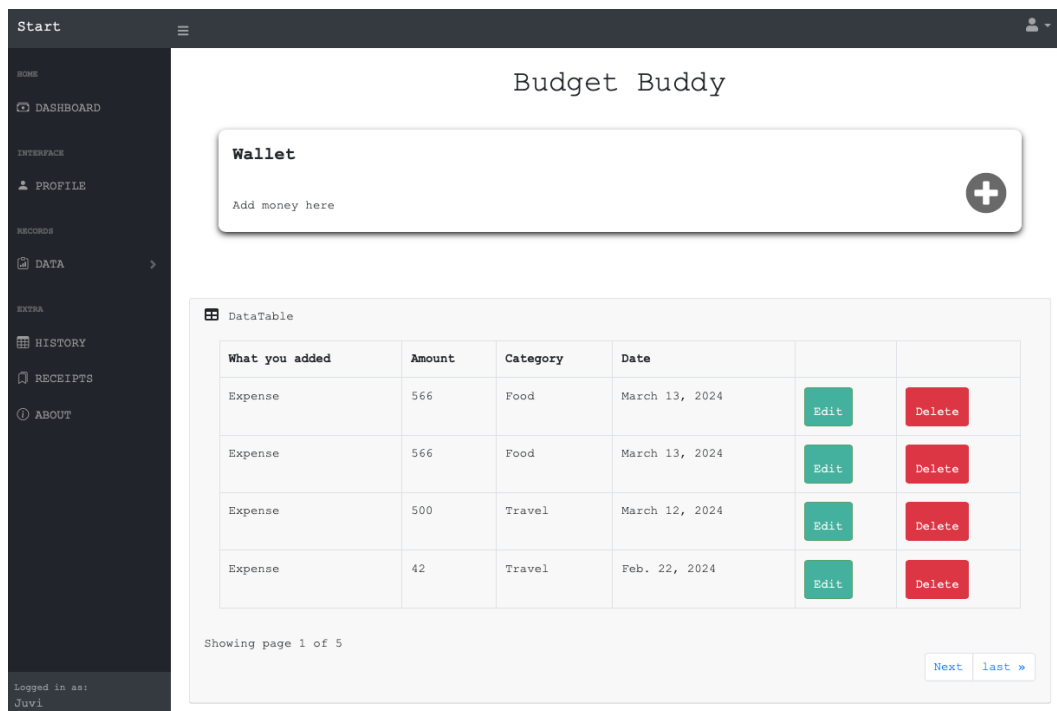 Start
HOME
DASHBOARD
INTERFACE
PROFILE
RECORDS
DATA
EXTRA
HISTORY
RECEIPTS
ABOUT
Logged in as:
Juvi
Budget Buddy
Wallet
Add money here
DataTable
What you added Amount Category Date
Expense 566 Food March 13, 2024 Edit Delete
Expense 566 Food March 13, 2024 Edit Delete
Expense 500 Travel March 12, 2024 Edit Delete
Expense 42 Travel Feb. 22, 2024 Edit Delete
Showing page 1 of 5
Next last »